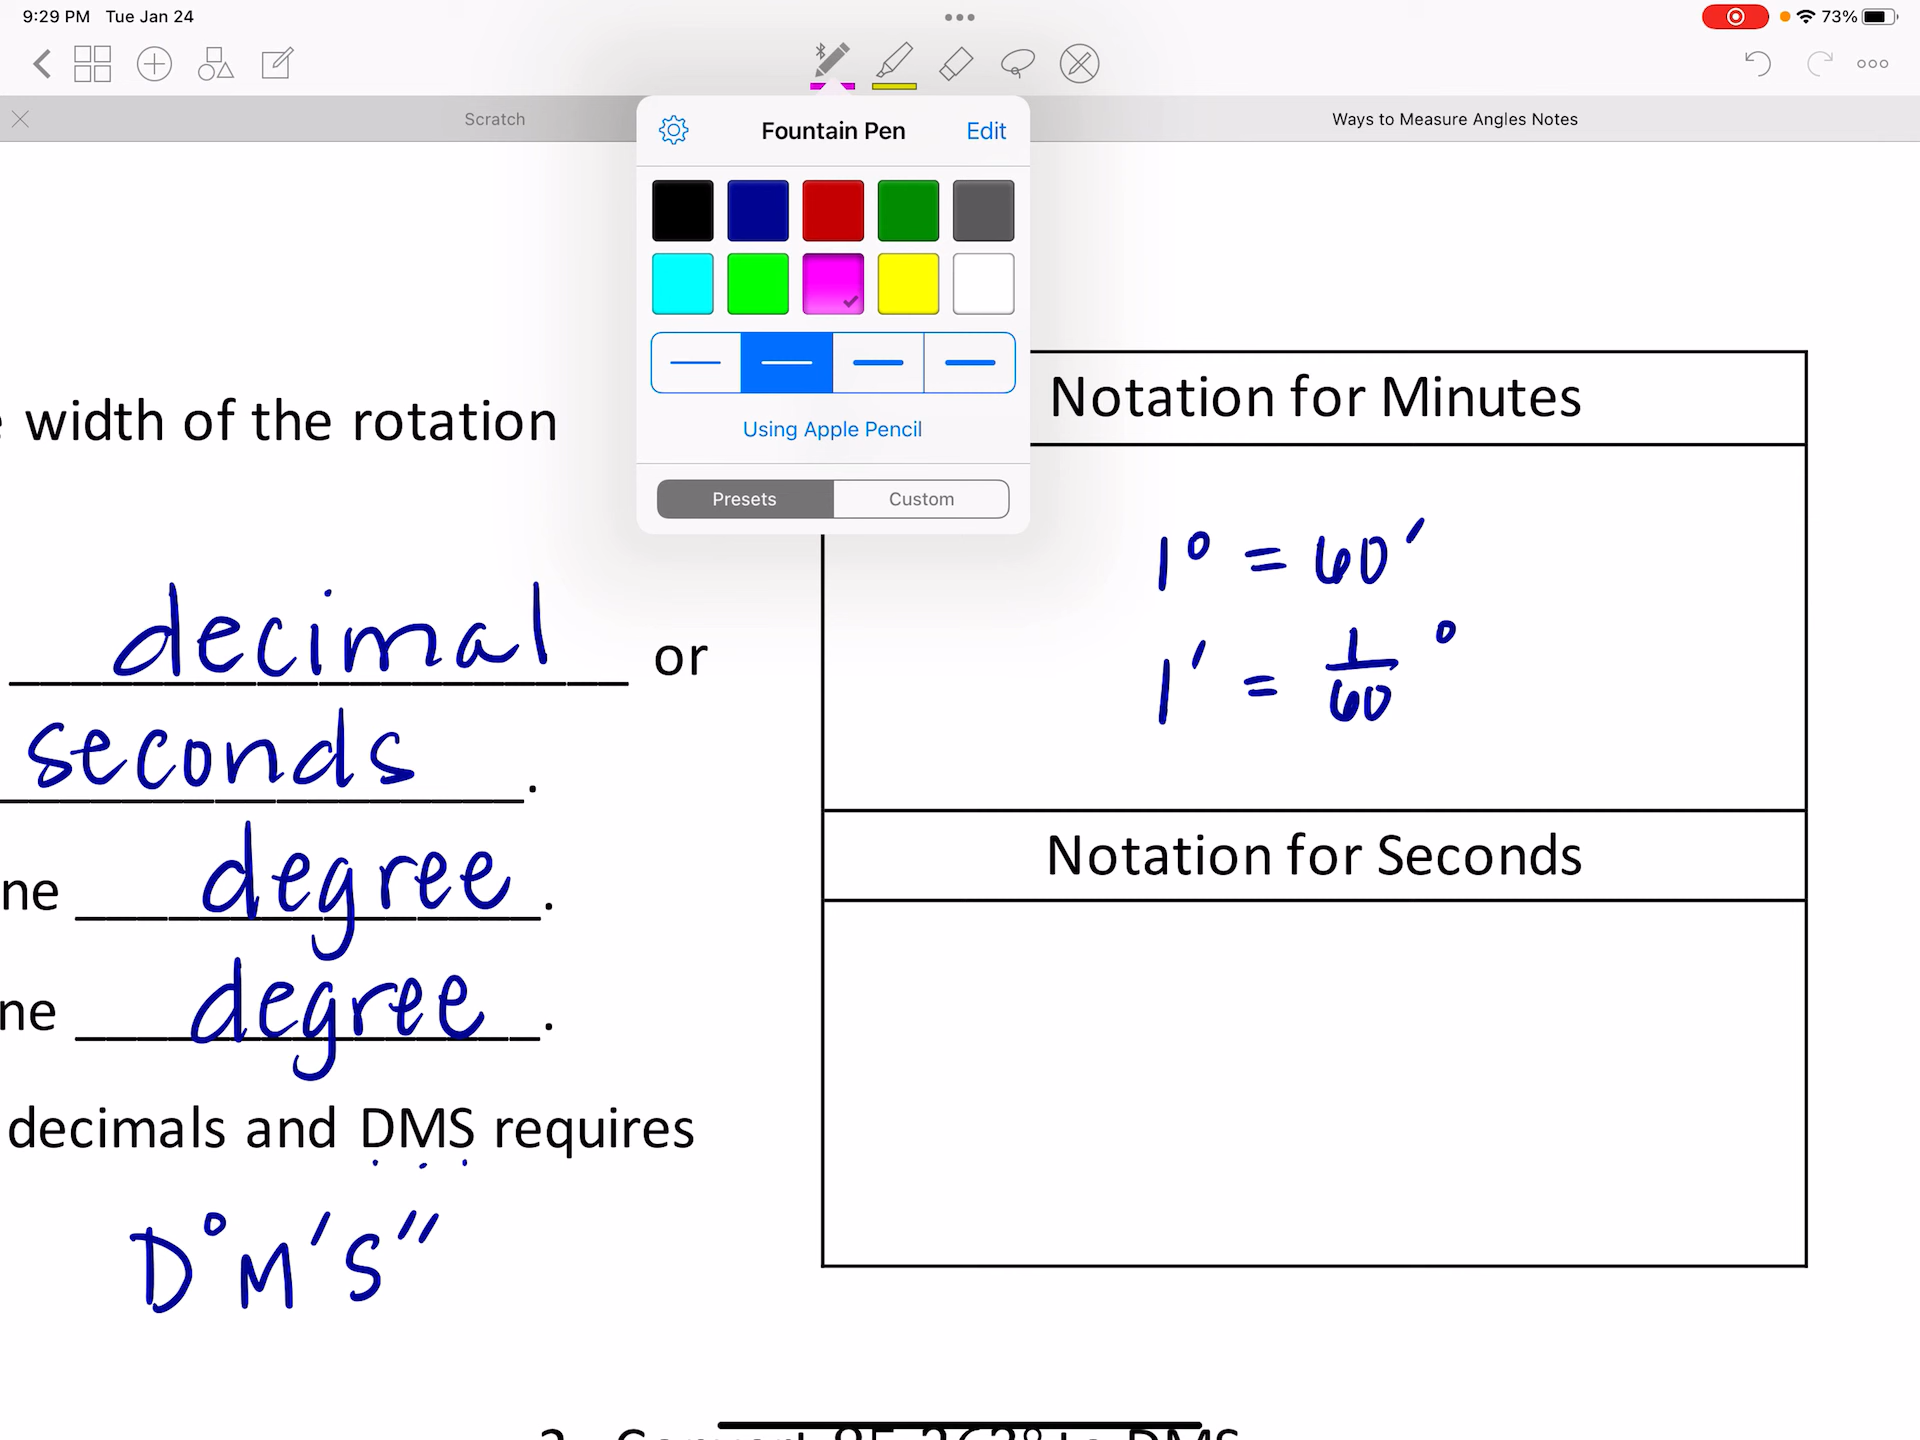 9:29 PM Tue Jan 24
73%
Scratch
Ways to Measure Angles Notes
Fountain Pen
Edit
Using Apple Pencil
Presets
Custom
width of the rotation
decimal or
seconds.
ne degree.
ne degree.
decimals and DMS requires
D°M'S"
Notation for Minutes
1° = 60'
1' = 1/60 °
Notation for Seconds